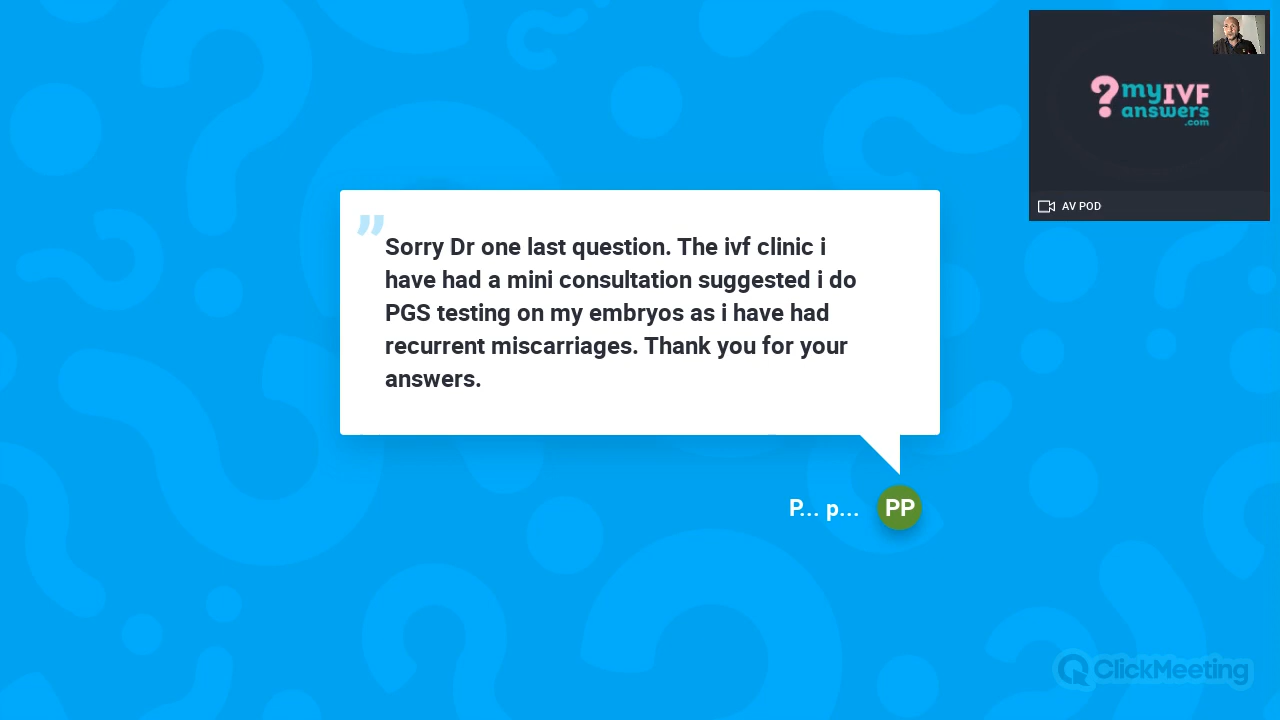 ?myIVF
answers
.com
AV POD
”
Sorry Dr one last question. The ivf clinic i
have had a mini consultation suggested i do
PGS testing on my embryos as i have had
recurrent miscarriages. Thank you for your
answers.
P... p...
PP
ClickMeeting